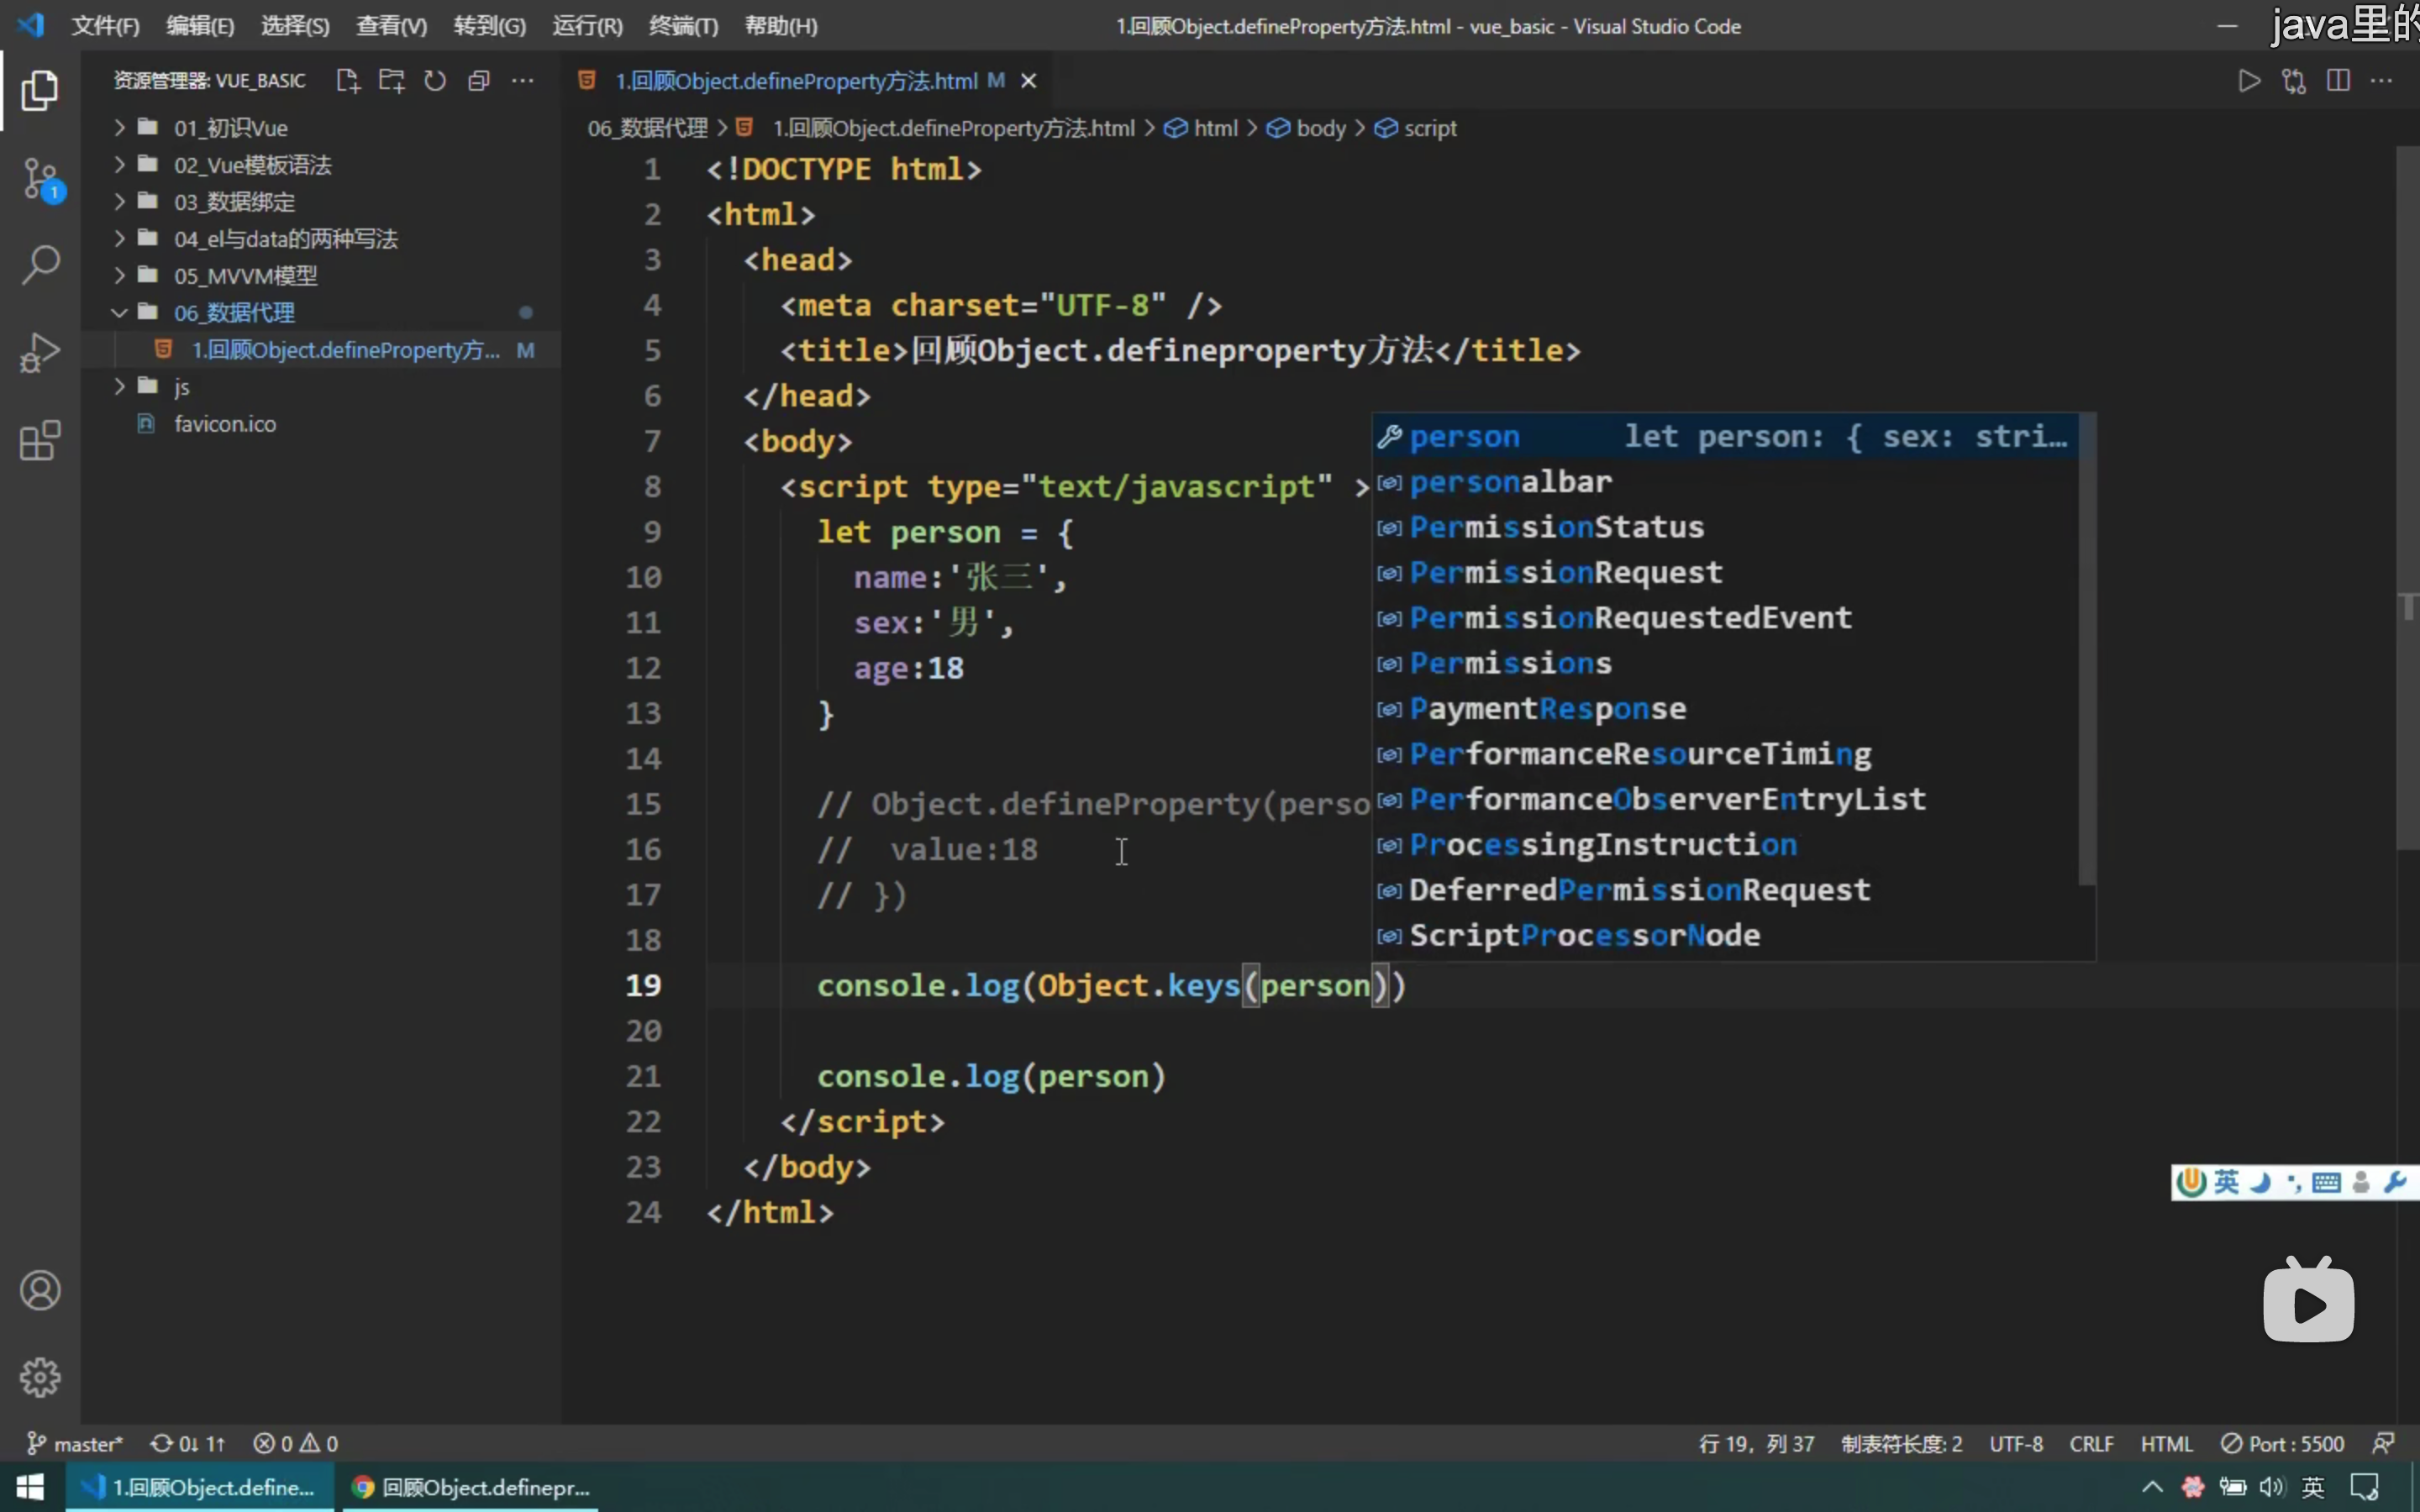 文件(F) 编辑(E) 选择(S) 查看(V) 转到(G) 运行(R) 终端(T) 帮助(H)
1.回顾Object.defineProperty方法.html - vue_basic - Visual Studio Code
java里的
资源管理器: VUE_BASIC
1.回顾Object.defineProperty方法.html M
01_初识Vue
02_Vue模板语法
03_数据绑定
04_el与data的两种写法
05_MVVM模型
06_数据代理
1.回顾Object.defineProperty方... M
js
favicon.ico
1
06_数据代理 > 1.回顾Object.defineProperty方法.html > html > body > script
1 <!DOCTYPE html>
2 <html>
3 <head>
4 <meta charset="UTF-8" />
5 <title>回顾Object.defineproperty方法</title>
6 </head>
7 <body>
8 <script type="text/javascript" >
9 let person = {
10 name:'张三',
11 sex:'男',
12 age:18
13 }
14
15 // Object.defineProperty(perso
16 // value:18
17 // })
18
19 console.log(Object.keys(person))
20
21 console.log(person)
22 </script>
23 </body>
24 </html>
person let person: { sex: stri…
personalbar
PermissionStatus
PermissionRequest
PermissionRequestedEvent
Permissions
PaymentResponse
PerformanceResourceTiming
PerformanceObserverEntryList
ProcessingInstruction
DeferredPermissionRequest
ScriptProcessorNode
英
master* 0↓ 1↑ 0 0
行 19，列 37 制表符长度: 2 UTF-8 CRLF HTML Port : 5500
1.回顾Object.define... 回顾Object.definepr... 英